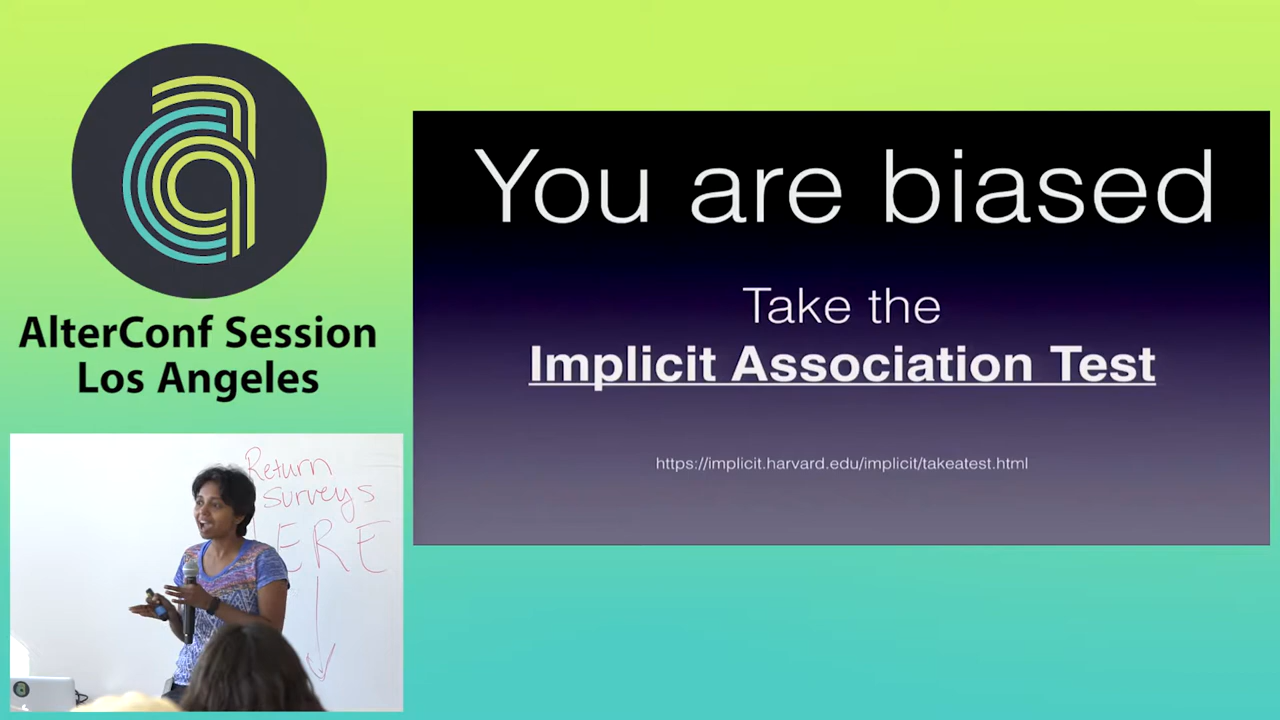 AlterConf Session
Los Angeles
You are biased
Take the
Implicit Association Test
https://implicit.harvard.edu/implicit/takeatest.html
Return
surveys
ERE